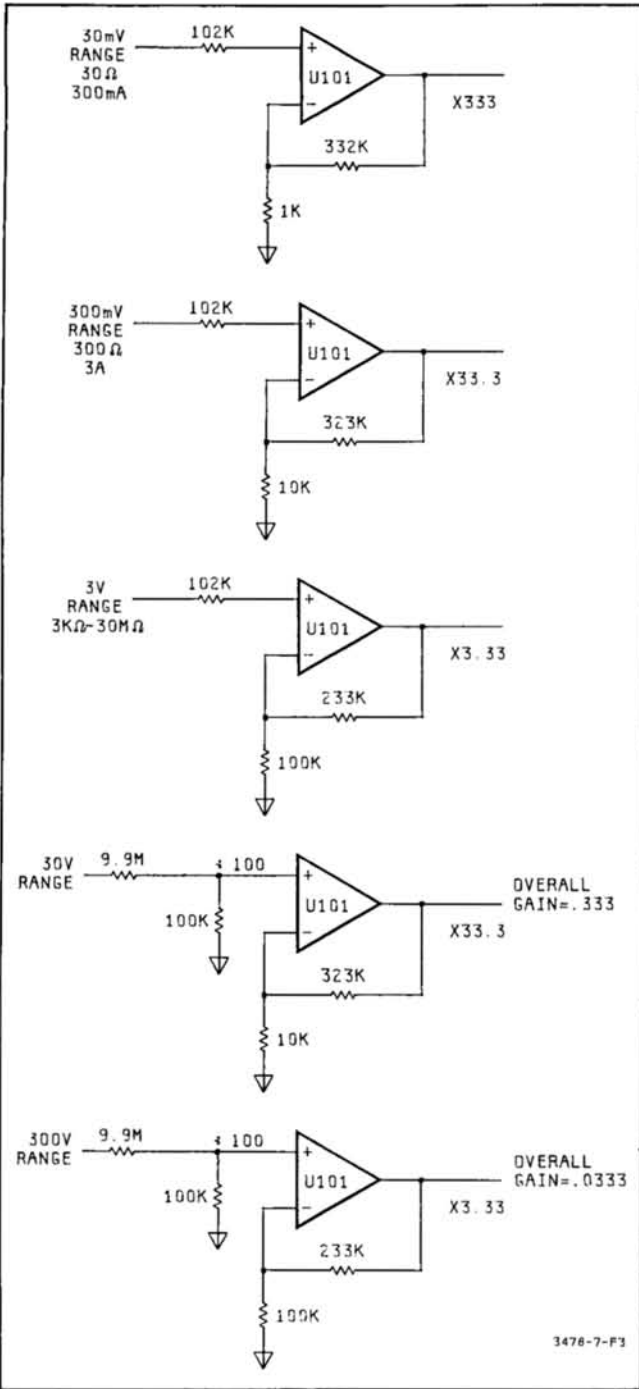 30mV
RANGE
30Ω
300mA
102K
+
U101
-
X333
332K
1K
300mV
RANGE
300Ω
3A
102K
+
U101
-
X33.3
323K
10K
3V
RANGE
3KΩ-30MΩ
102K
+
U101
-
X3.33
233K
100K
30V
RANGE
9.9M
÷ 100
100K
+
U101
-
OVERALL
GAIN=.333
X33.3
323K
10K
300V
RANGE
9.9M
÷ 100
100K
+
U101
-
OVERALL
GAIN=.0333
X3.33
233K
100K
3478-7-F3